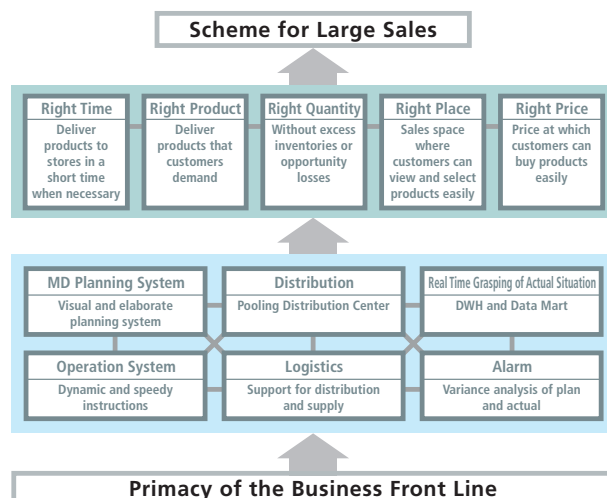 Scheme for Large Sales
Right Time
Deliver
products to
stores in a
short time
when necessary
Right Product
Deliver
products that
customers
demand
Right Quantity
Without excess
inventories or
opportunity
losses
Right Place
Sales space
where
customers can
view and select
products easily
Right Price
Price at which
customers can
buy products
easily
MD Planning System
Visual and elaborate
planning system
Distribution
Pooling Distribution Center
Real Time Grasping of Actual Situation
DWH and Data Mart
Operation System
Dynamic and speedy
instructions
Logistics
Support for distribution
and supply
Alarm
Variance analysis of plan
and actual
Primacy of the Business Front Line